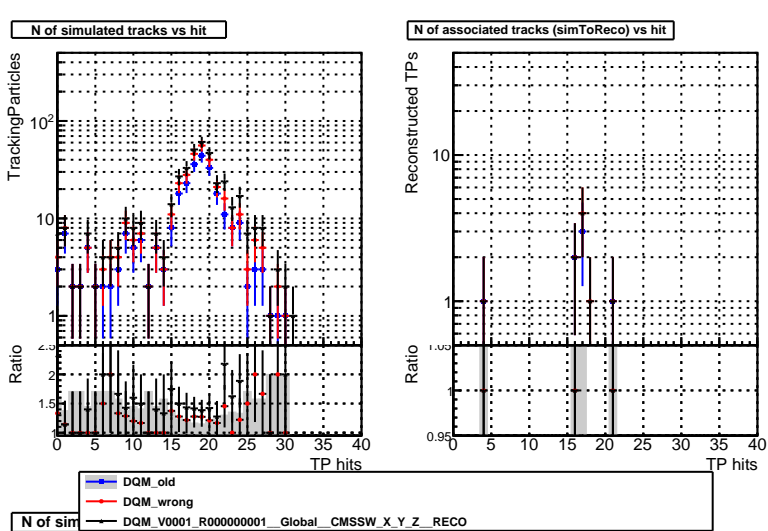 N of simulated tracks vs hit
N of associated tracks (simToReco) vs hit
TrackingParticles
10²
10
1
Reconstructed TPs
10
1
Ratio
2.5
2
1.5
1
0 5 10 15 20 25 30 35 40
TP hits
Ratio
1.05
1
0.95
0 5 10 15 20 25 30 35 40
TP hits
DQM_old
DQM_wrong
DQM_V0001_R000000001__Global__CMSSW_X_Y_Z__RECO
N of sim